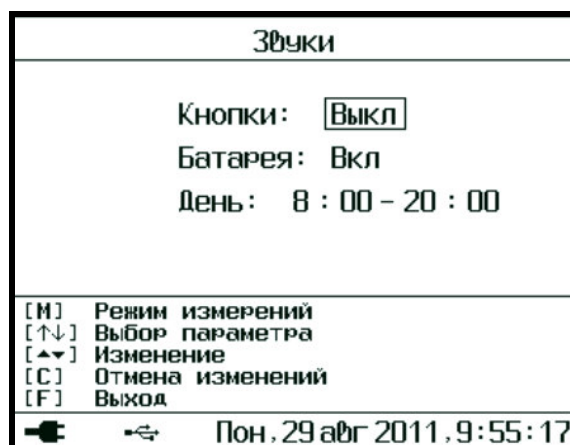 Звуки
Кнопки: Выкл
Батарея: Вкл
День: 8 : 00 – 20 : 00
[M] Режим измерений
[↑↓] Выбор параметра
[▲▼] Изменение
[C] Отмена изменений
[F] Выход
Пон, 29 авг 2011, 9:55:17